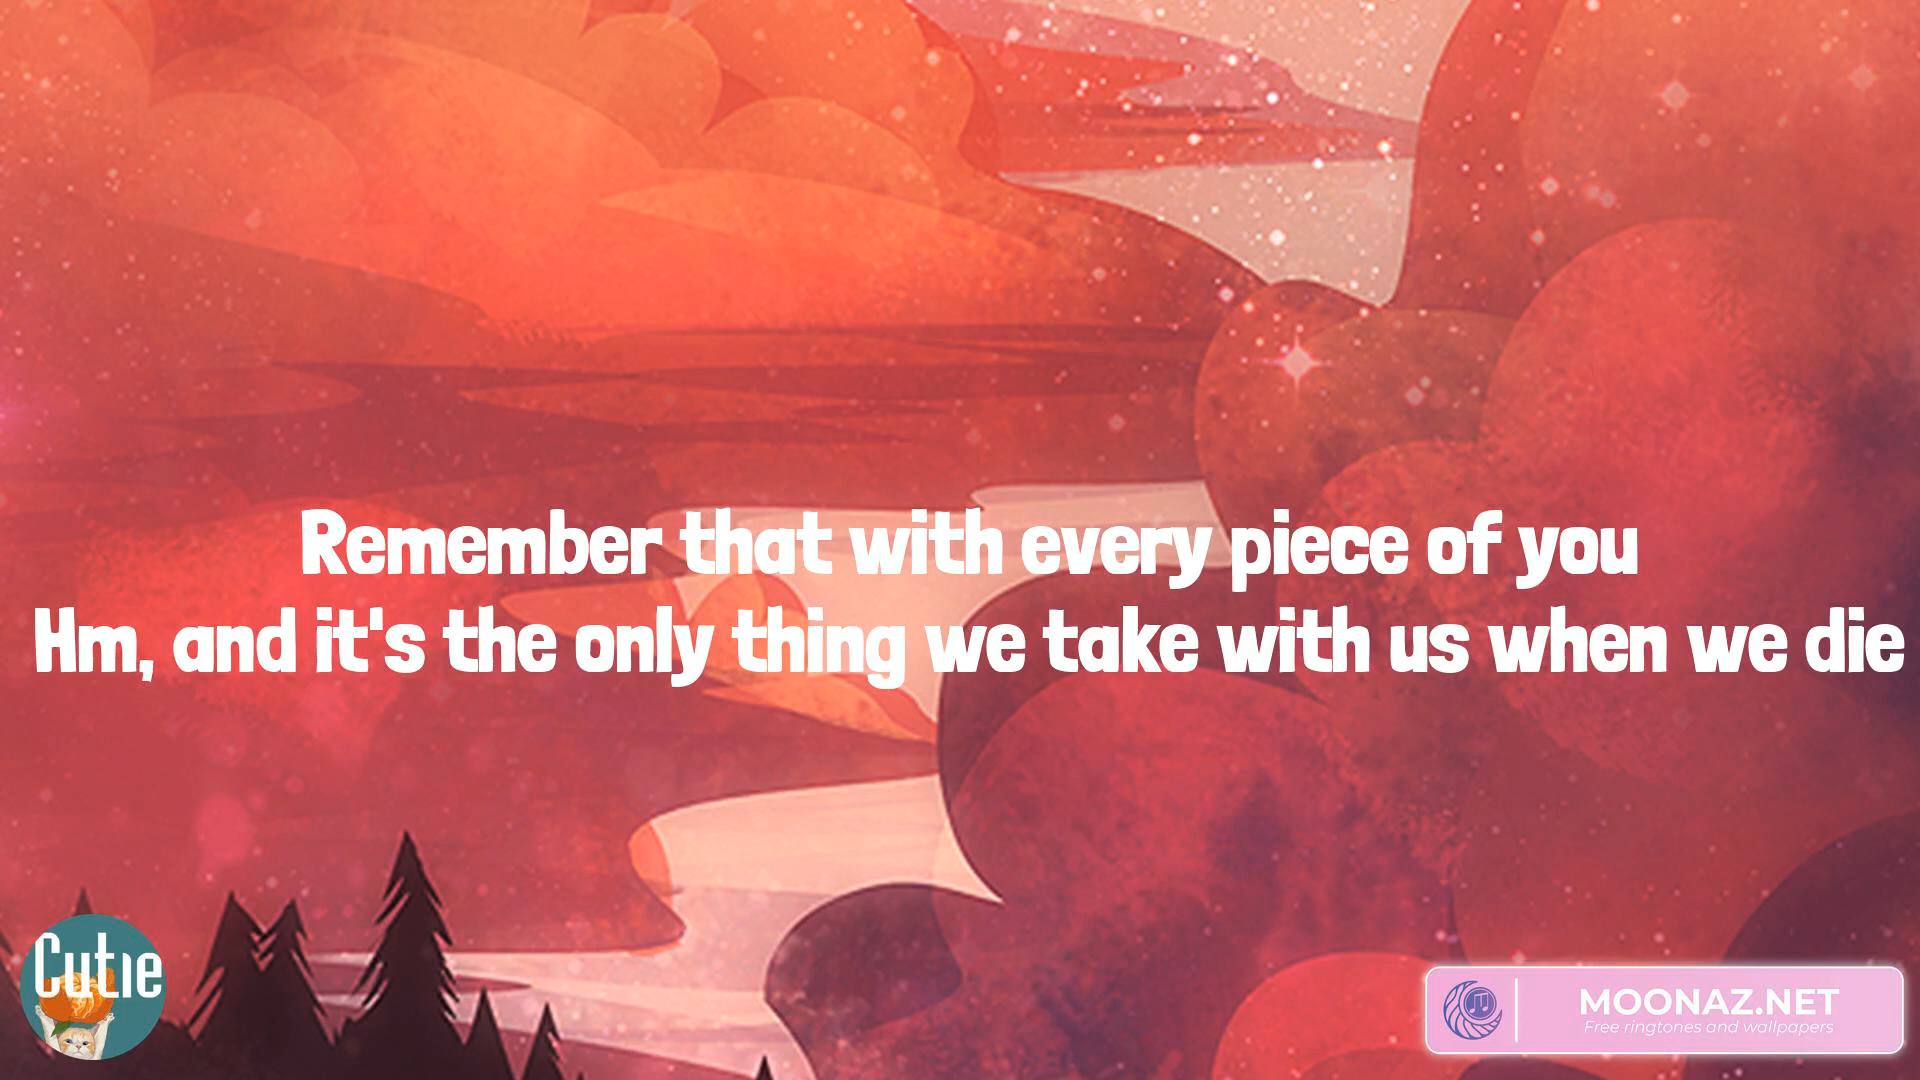 Remember that with every piece of you
Hm, and it's the only thing we take with us when we die
Cutie
MOONAZ.NET
Free ringtones and wallpapers